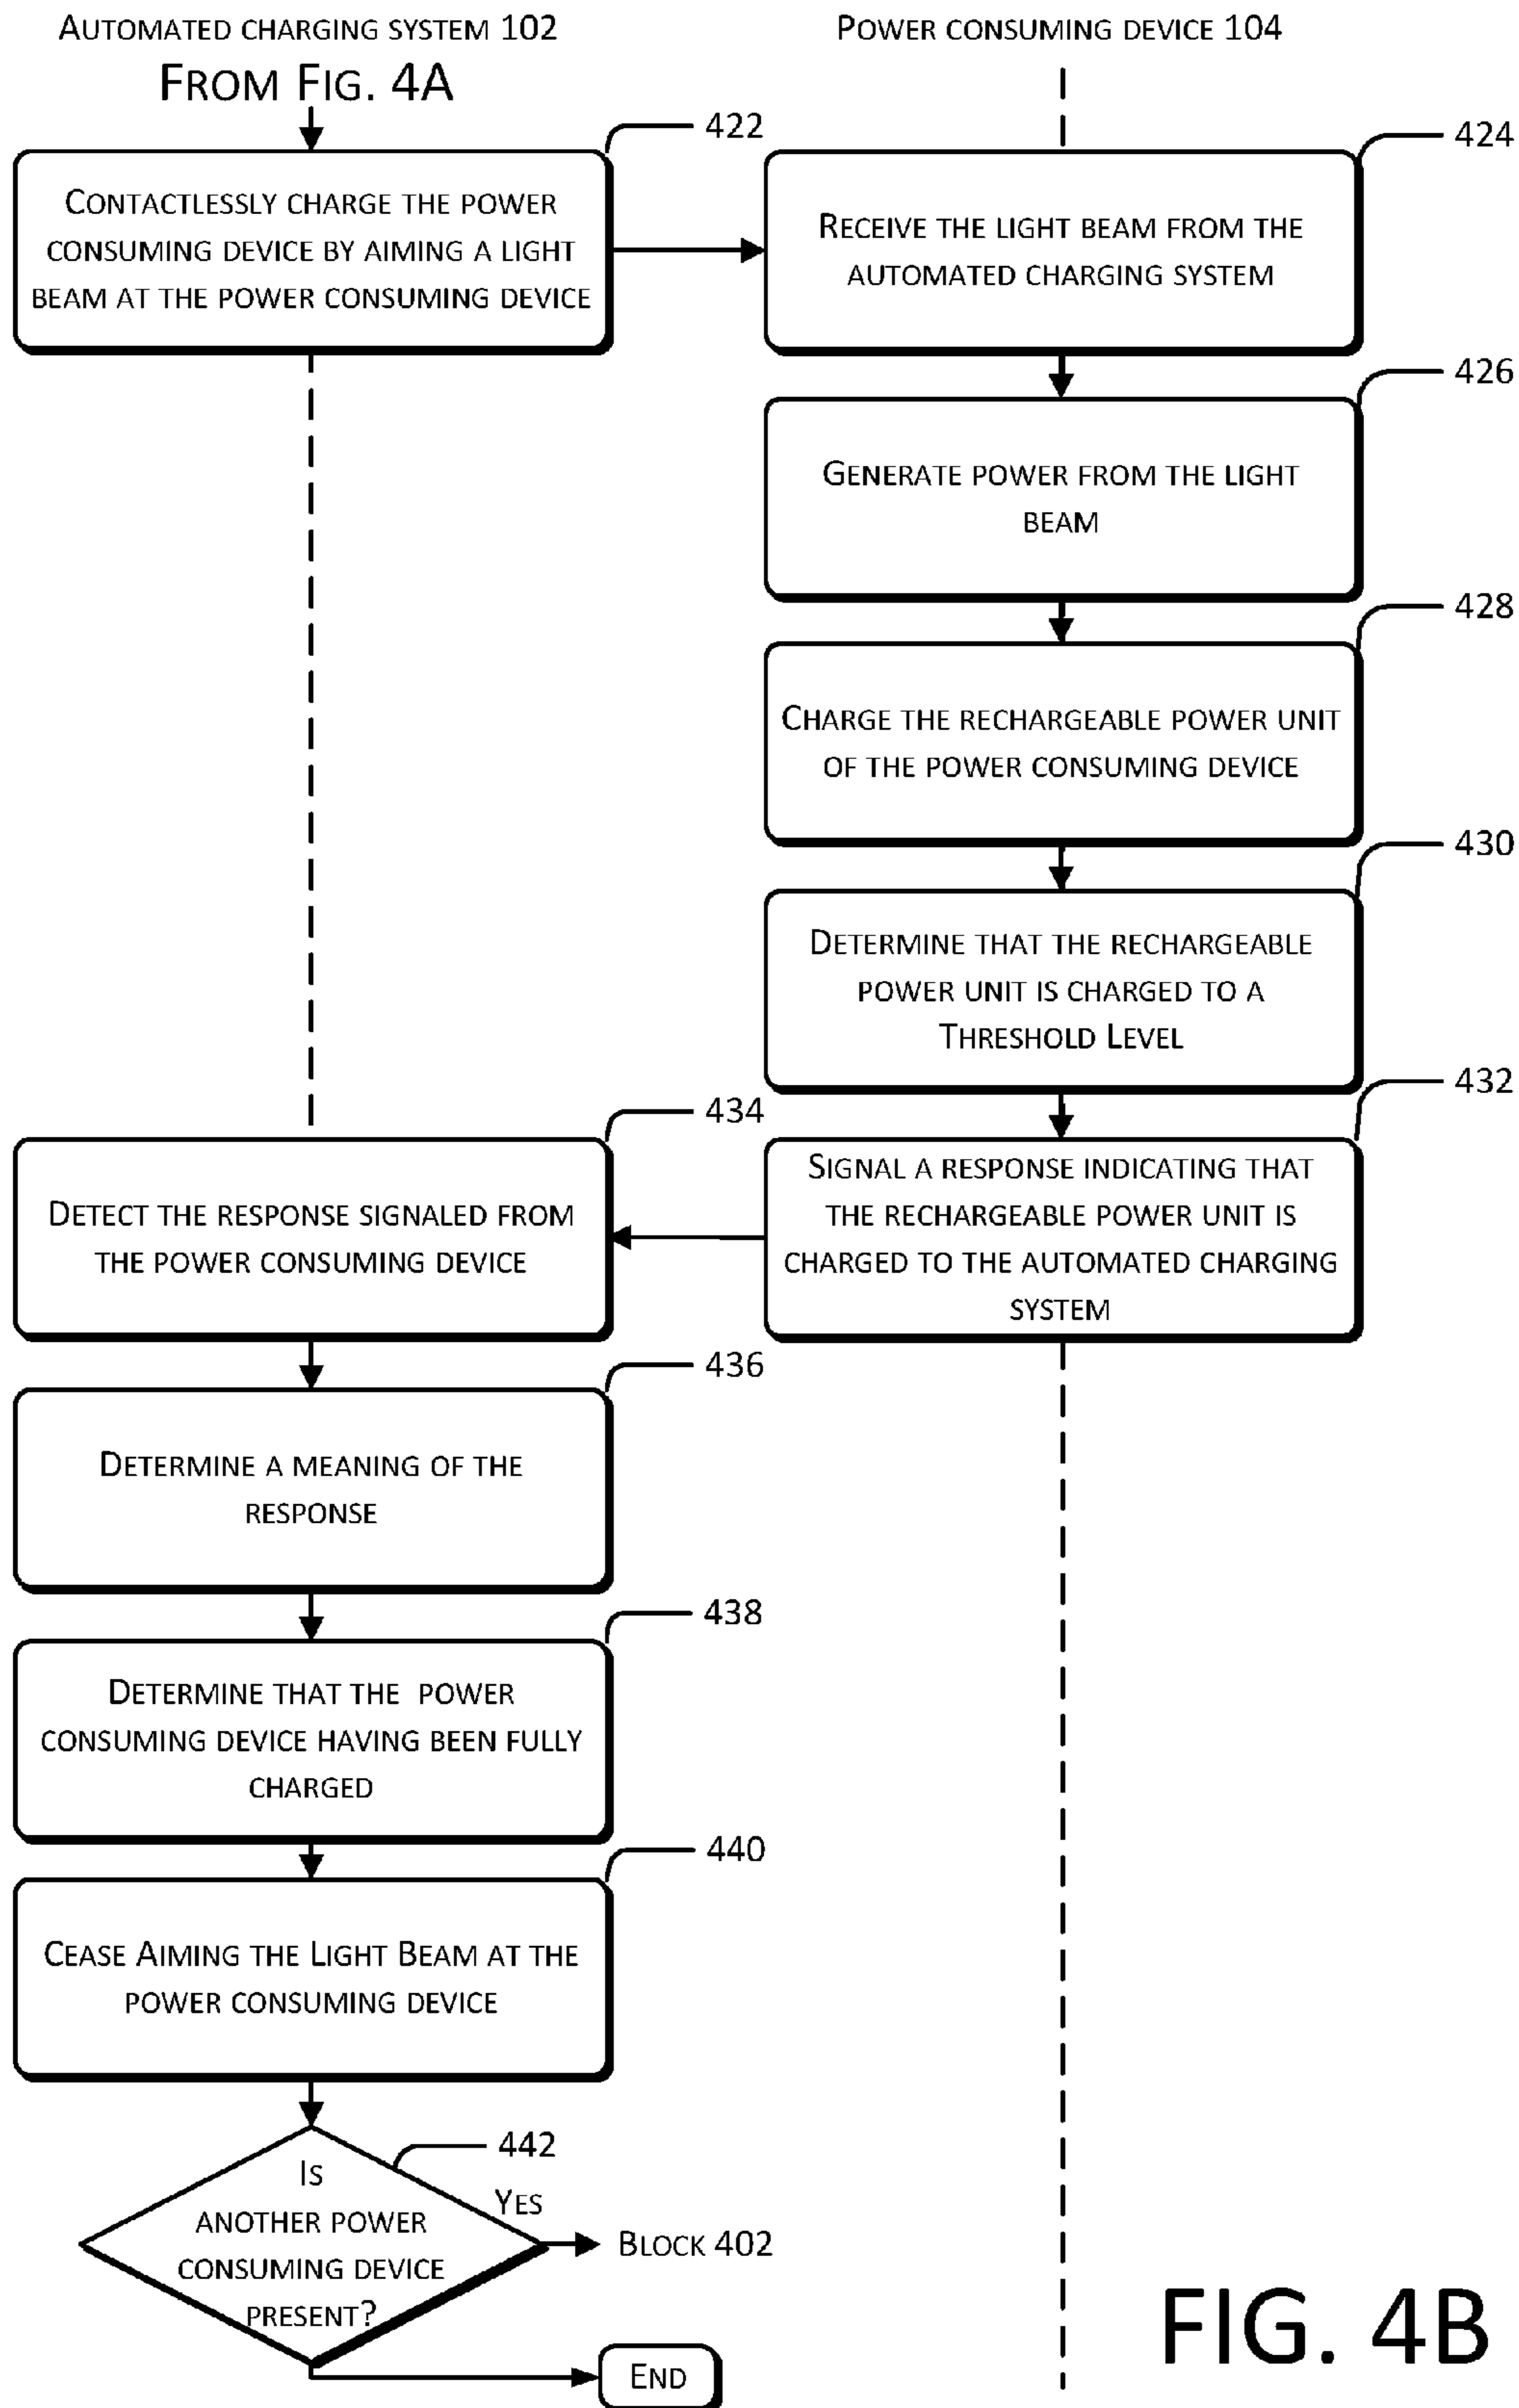 Automated charging system 102
Power consuming device 104
From Fig. 4A
422
Contactlessly charge the power
consuming device by aiming a light
beam at the power consuming device
424
Receive the light beam from the
automated charging system
426
Generate power from the light
beam
428
Charge the rechargeable power unit
of the power consuming device
430
Determine that the rechargeable
power unit is charged to a
Threshold Level
432
Signal a response indicating that
the rechargeable power unit is
charged to the automated charging
system
434
Detect the response signaled from
the power consuming device
436
Determine a meaning of the
response
438
Determine that the power
consuming device having been fully
charged
440
Cease Aiming the Light Beam at the
power consuming device
442
Is
another power
consuming device
present?
Yes
Block 402
End
FIG. 4B